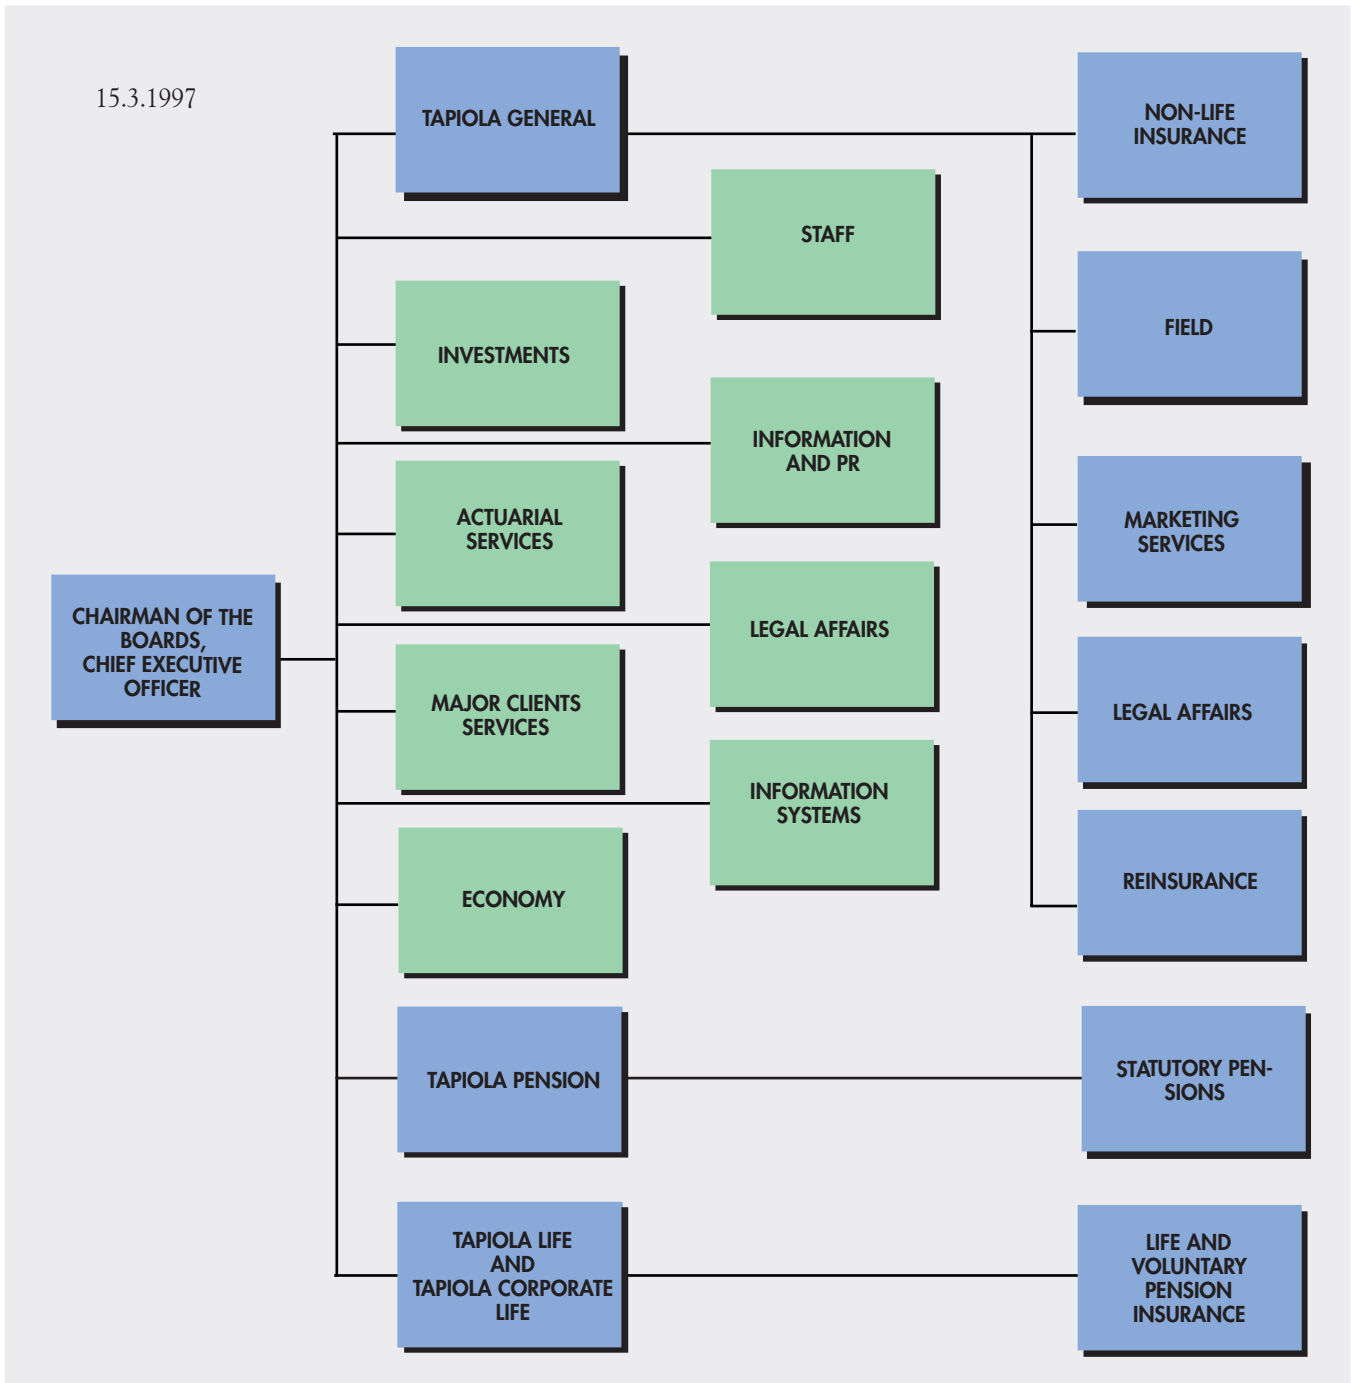 15.3.1997
TAPIOLA GENERAL
NON-LIFE
INSURANCE
STAFF
FIELD
INVESTMENTS
INFORMATION
AND PR
ACTUARIAL
SERVICES
MARKETING
SERVICES
CHAIRMAN OF THE
BOARDS,
CHIEF EXECUTIVE
OFFICER
LEGAL AFFAIRS
MAJOR CLIENTS
SERVICES
LEGAL AFFAIRS
INFORMATION
SYSTEMS
ECONOMY
REINSURANCE
TAPIOLA PENSION
STATUTORY PEN-
SIONS
TAPIOLA LIFE
AND
TAPIOLA CORPORATE
LIFE
LIFE AND
VOLUNTARY
PENSION
INSURANCE